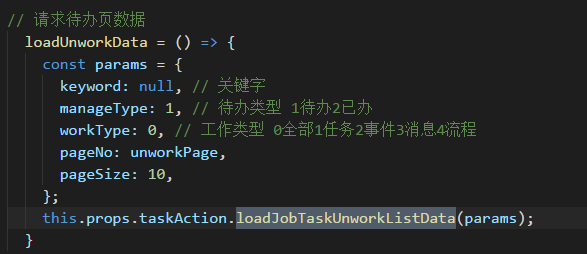 // 请求待办页数据
loadUnworkData = () => {
const params = {
keyword: null, // 关键字
manageType: 1, // 待办类型 1待办2已办
workType: 0, // 工作类型 0全部1任务2事件3消息4流程
pageNo: unworkPage,
pageSize: 10,
};
this.props.taskAction.loadJobTaskUnworkListData(params);
}